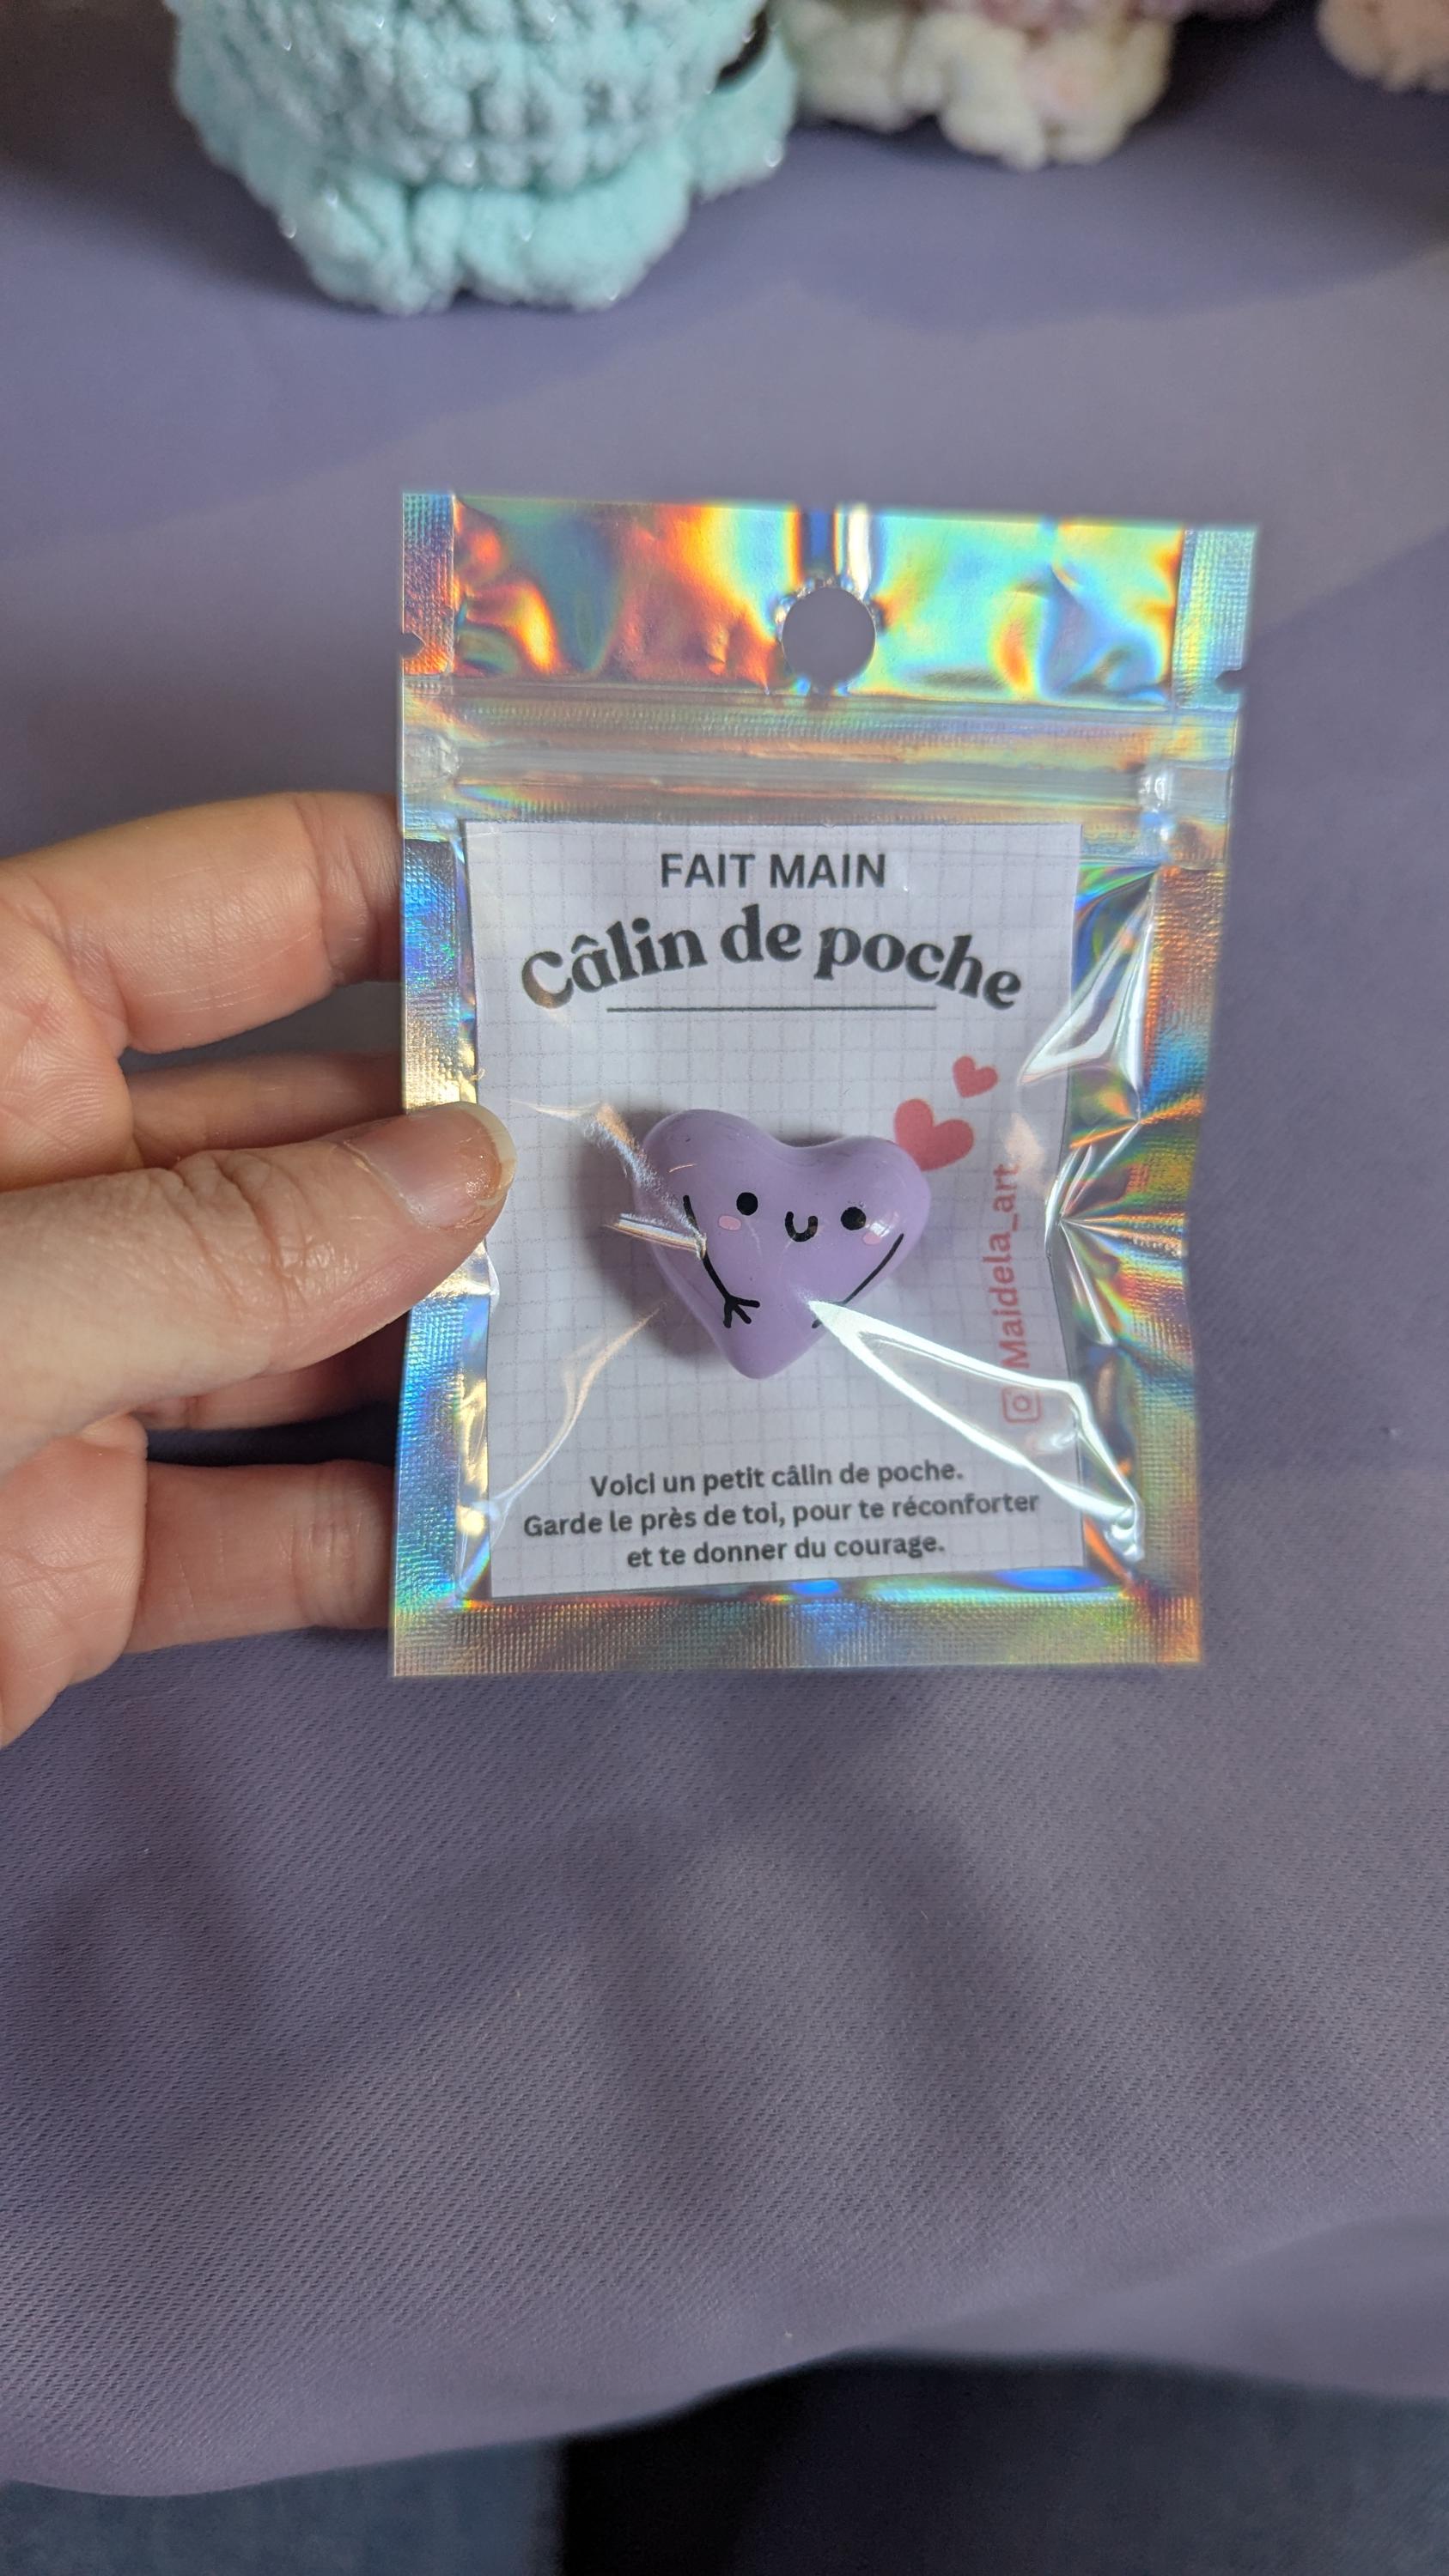 FAIT MAIN
Câlin de poche
Maidela_art
Voici un petit câlin de poche.
Garde le près de toi, pour te réconforter
et te donner du courage.